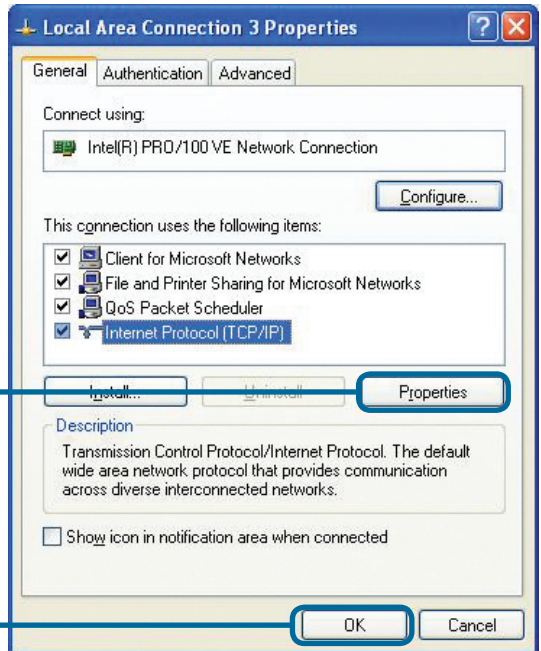 Local Area Connection 3 Properties
General Authentication Advanced
Connect using:
Intel(R) PRO/100 VE Network Connection
Configure...
This connection uses the following items:
Client for Microsoft Networks
File and Printer Sharing for Microsoft Networks
QoS Packet Scheduler
Internet Protocol (TCP/IP)
Install... Uninstall Properties
Description
Transmission Control Protocol/Internet Protocol. The default
wide area network protocol that provides communication
across diverse interconnected networks.
Show icon in notification area when connected
OK Cancel